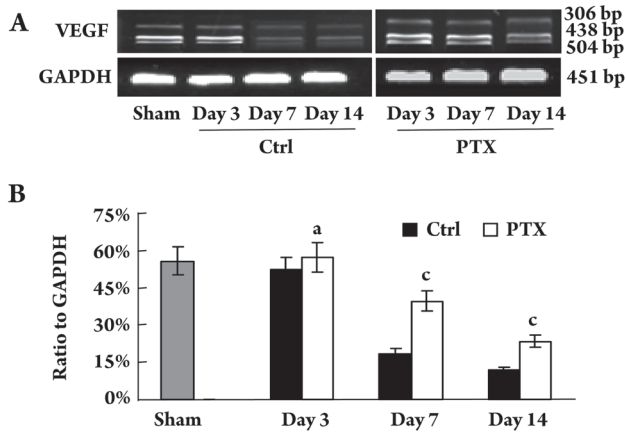 A
VEGF
306 bp
438 bp
504 bp
GAPDH
451 bp
Sham Day 3 Day 7 Day 14 Day 3 Day 7 Day 14
Ctrl PTX
B
75%
60%
45%
30%
15%
0%
Ratio to GAPDH
a
c
c
Ctrl PTX
Sham Day 3 Day 7 Day 14